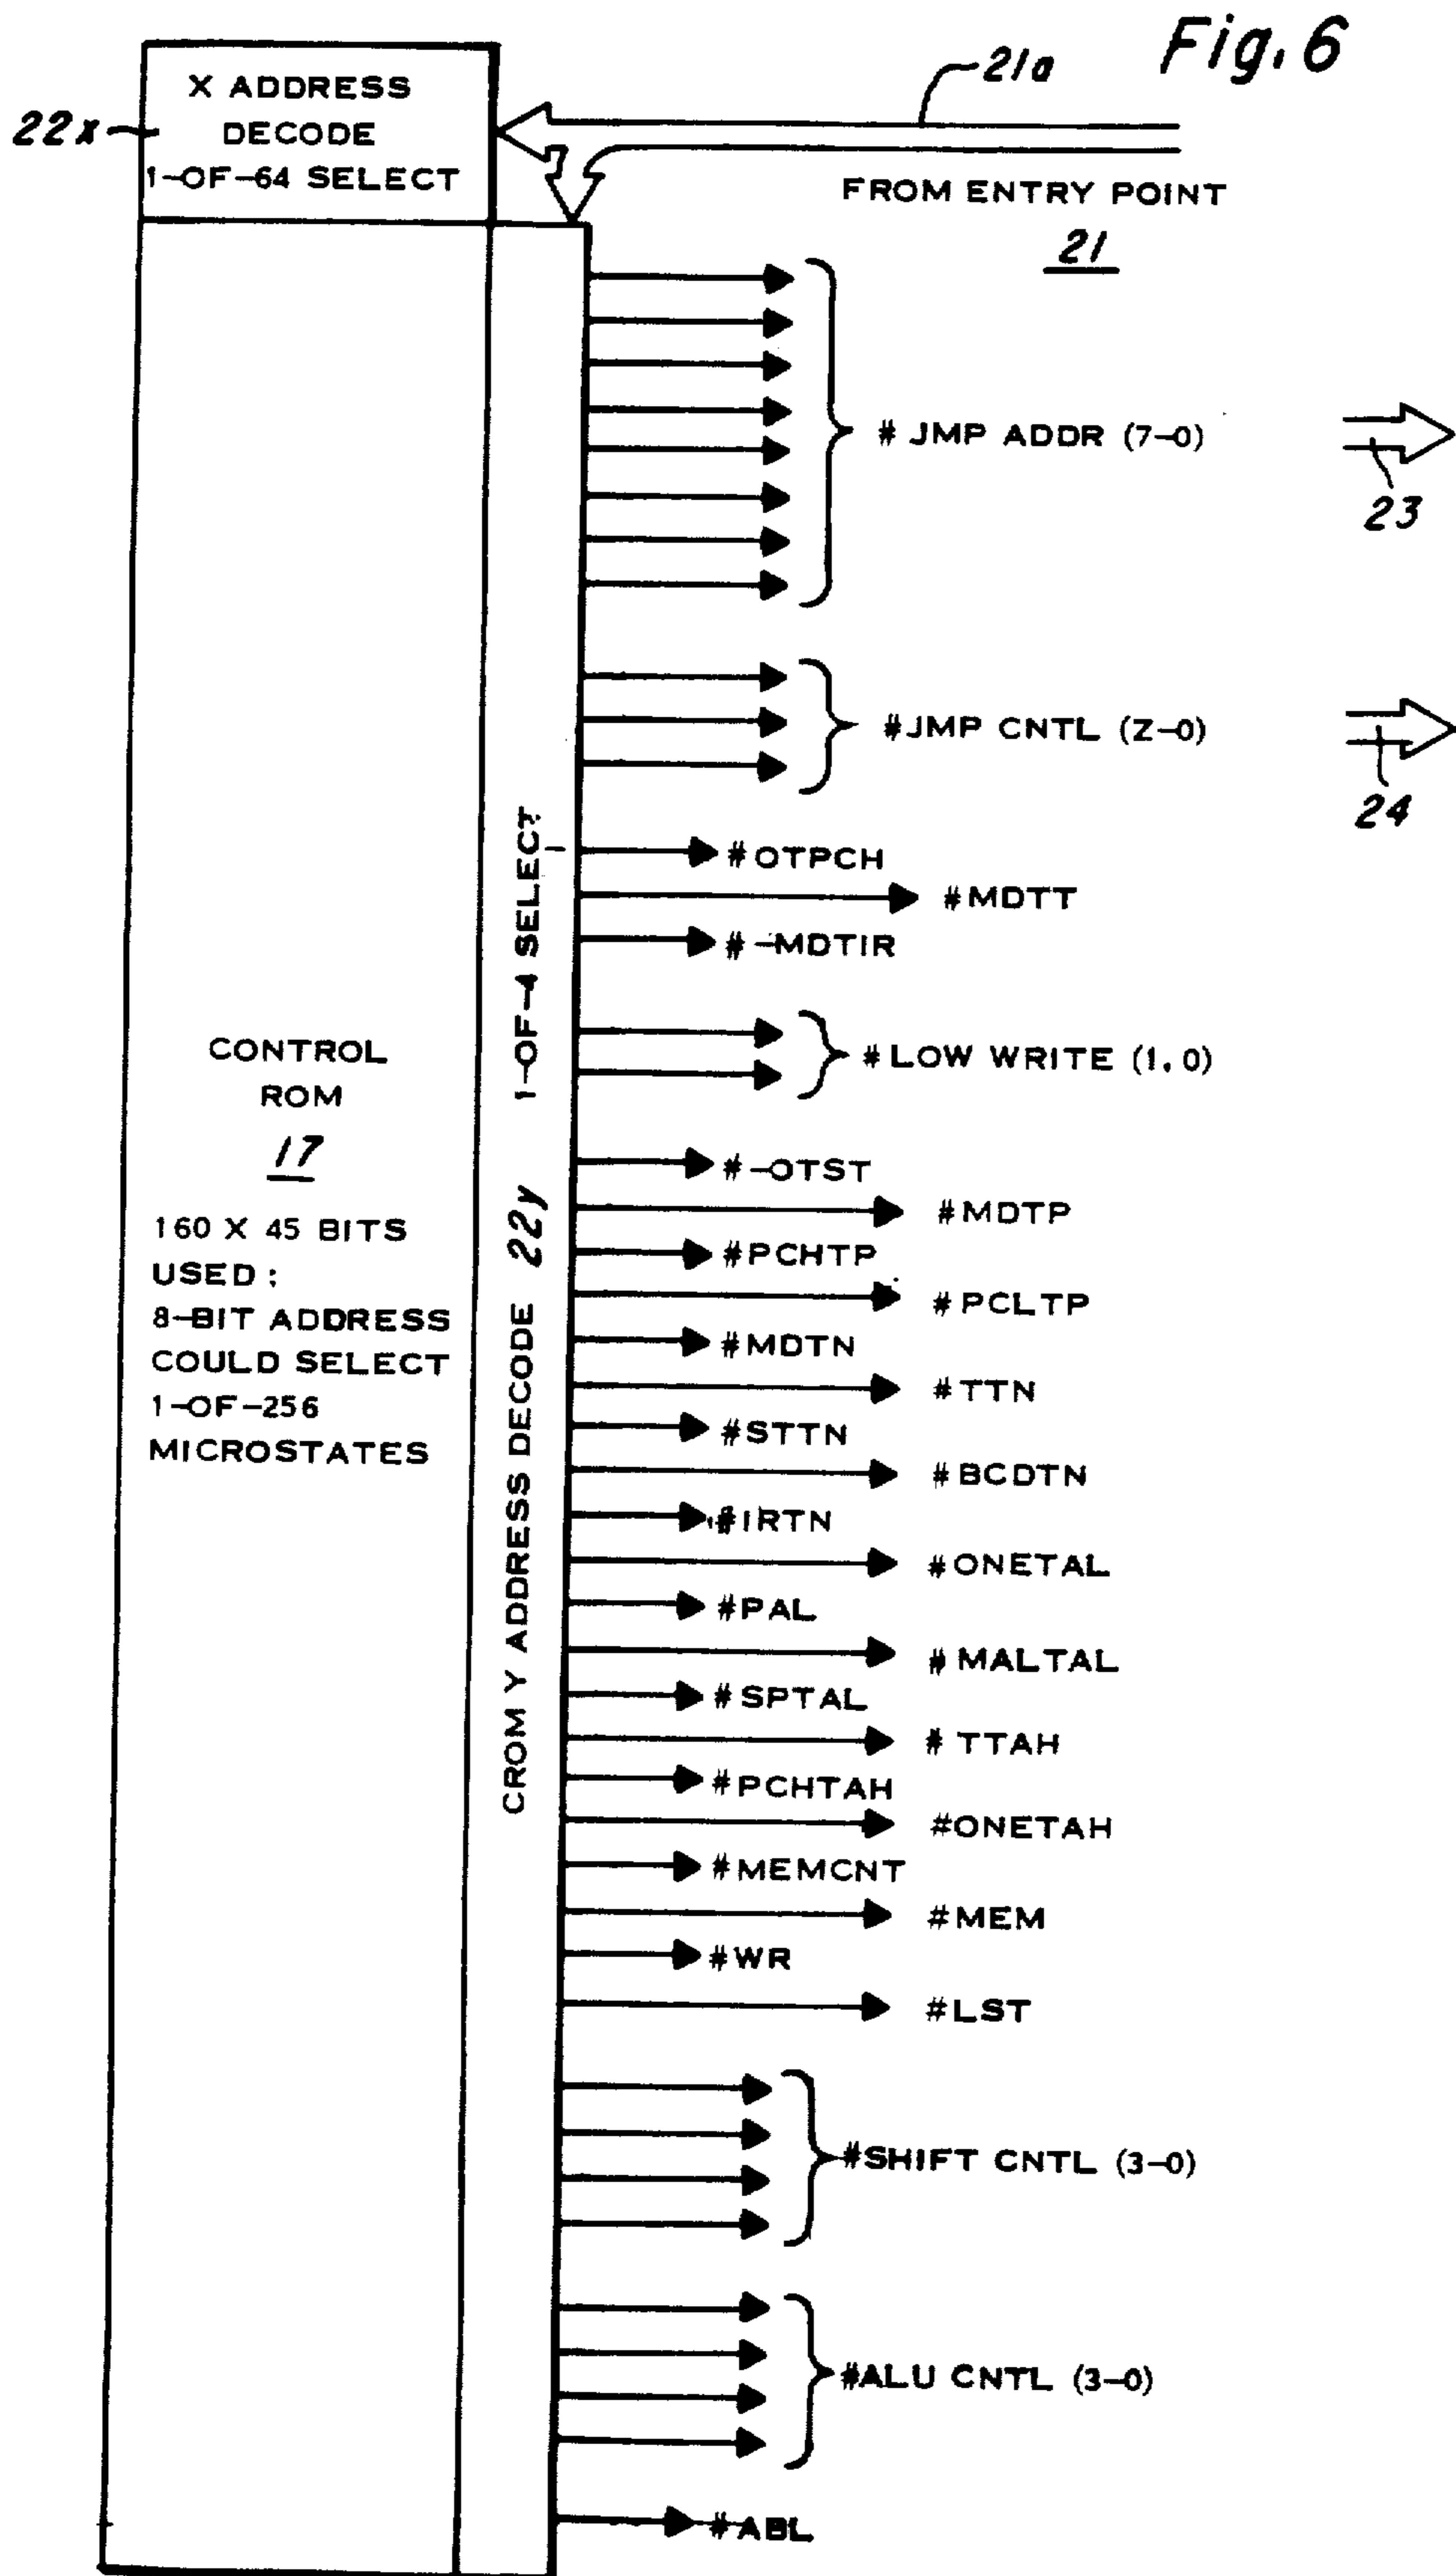 Fig. 6
21a
X ADDRESS
DECODE
1-OF-64 SELECT
22x
FROM ENTRY POINT
21
# JMP ADDR (7-0)
23
#JMP CNTL (Z-0)
24
#OTPCH
#MDTT
#-MDTIR
#LOW WRITE (1,0)
#-OTST
#MDTP
#PCHTP
#PCLTP
#MDTN
#TTN
#STTN
#BCDTN
#IRTN
#ONETAL
#PAL
#MALTAL
#SPTAL
# TTAH
#PCHTAH
#ONETAH
#MEMCNT
#MEM
#WR
#LST
#SHIFT CNTL (3-0)
#ALU CNTL (3-0)
#ABL
CONTROL
ROM
17
160 X 45 BITS
USED:
8-BIT ADDRESS
COULD SELECT
1-OF-256
MICROSTATES
CROM Y ADDRESS DECODE 22y 1-OF-4 SELECT